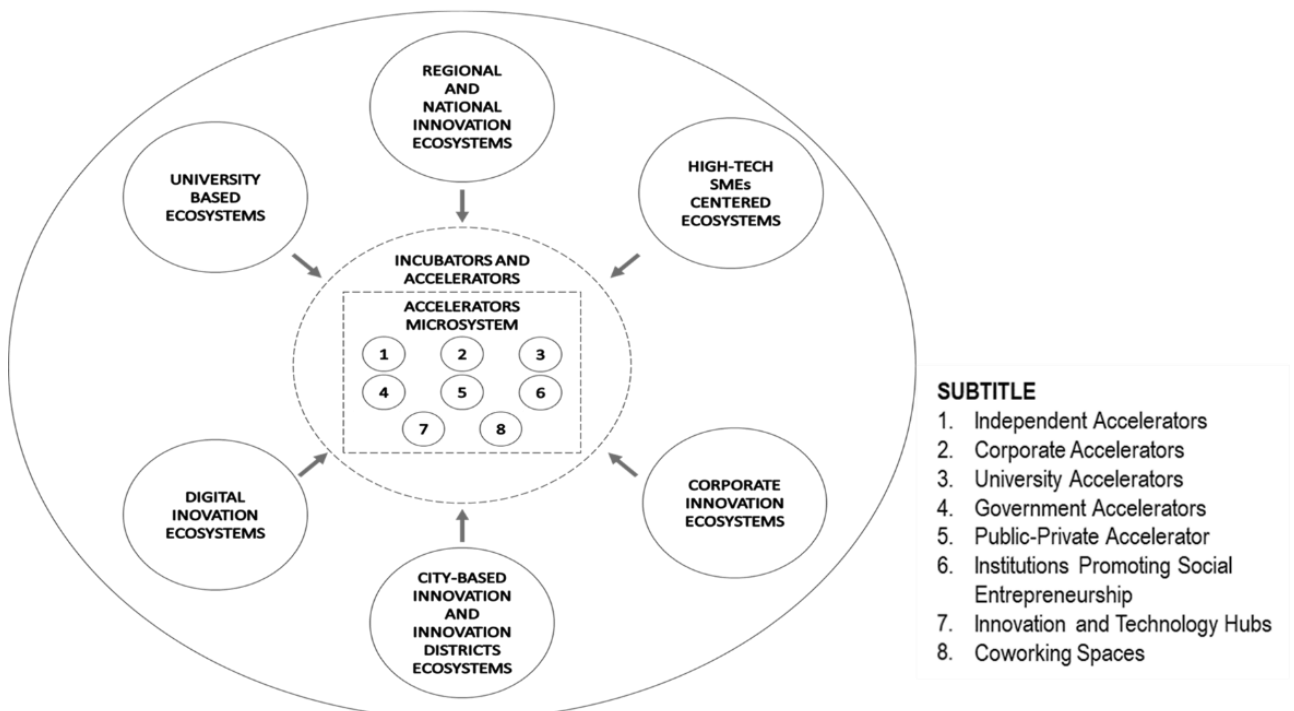 REGIONAL
AND
NATIONAL
INNOVATION
ECOSYSTEMS
UNIVERSITY
BASED
ECOSYSTEMS
HIGH-TECH
SMEs
CENTERED
ECOSYSTEMS
INCUBATORS AND
ACCELERATORS
ACCELERATORS
MICROSYSTEM
1 2 3
4 5 6
7 8
DIGITAL
INOVATION
ECOSYSTEMS
CORPORATE
INNOVATION
ECOSYSTEMS
CITY-BASED
INNOVATION
AND
INNOVATION
DISTRICTS
ECOSYSTEMS
SUBTITLE
1. Independent Accelerators
2. Corporate Accelerators
3. University Accelerators
4. Government Accelerators
5. Public-Private Accelerator
6. Institutions Promoting Social
Entrepreneurship
7. Innovation and Technology Hubs
8. Coworking Spaces